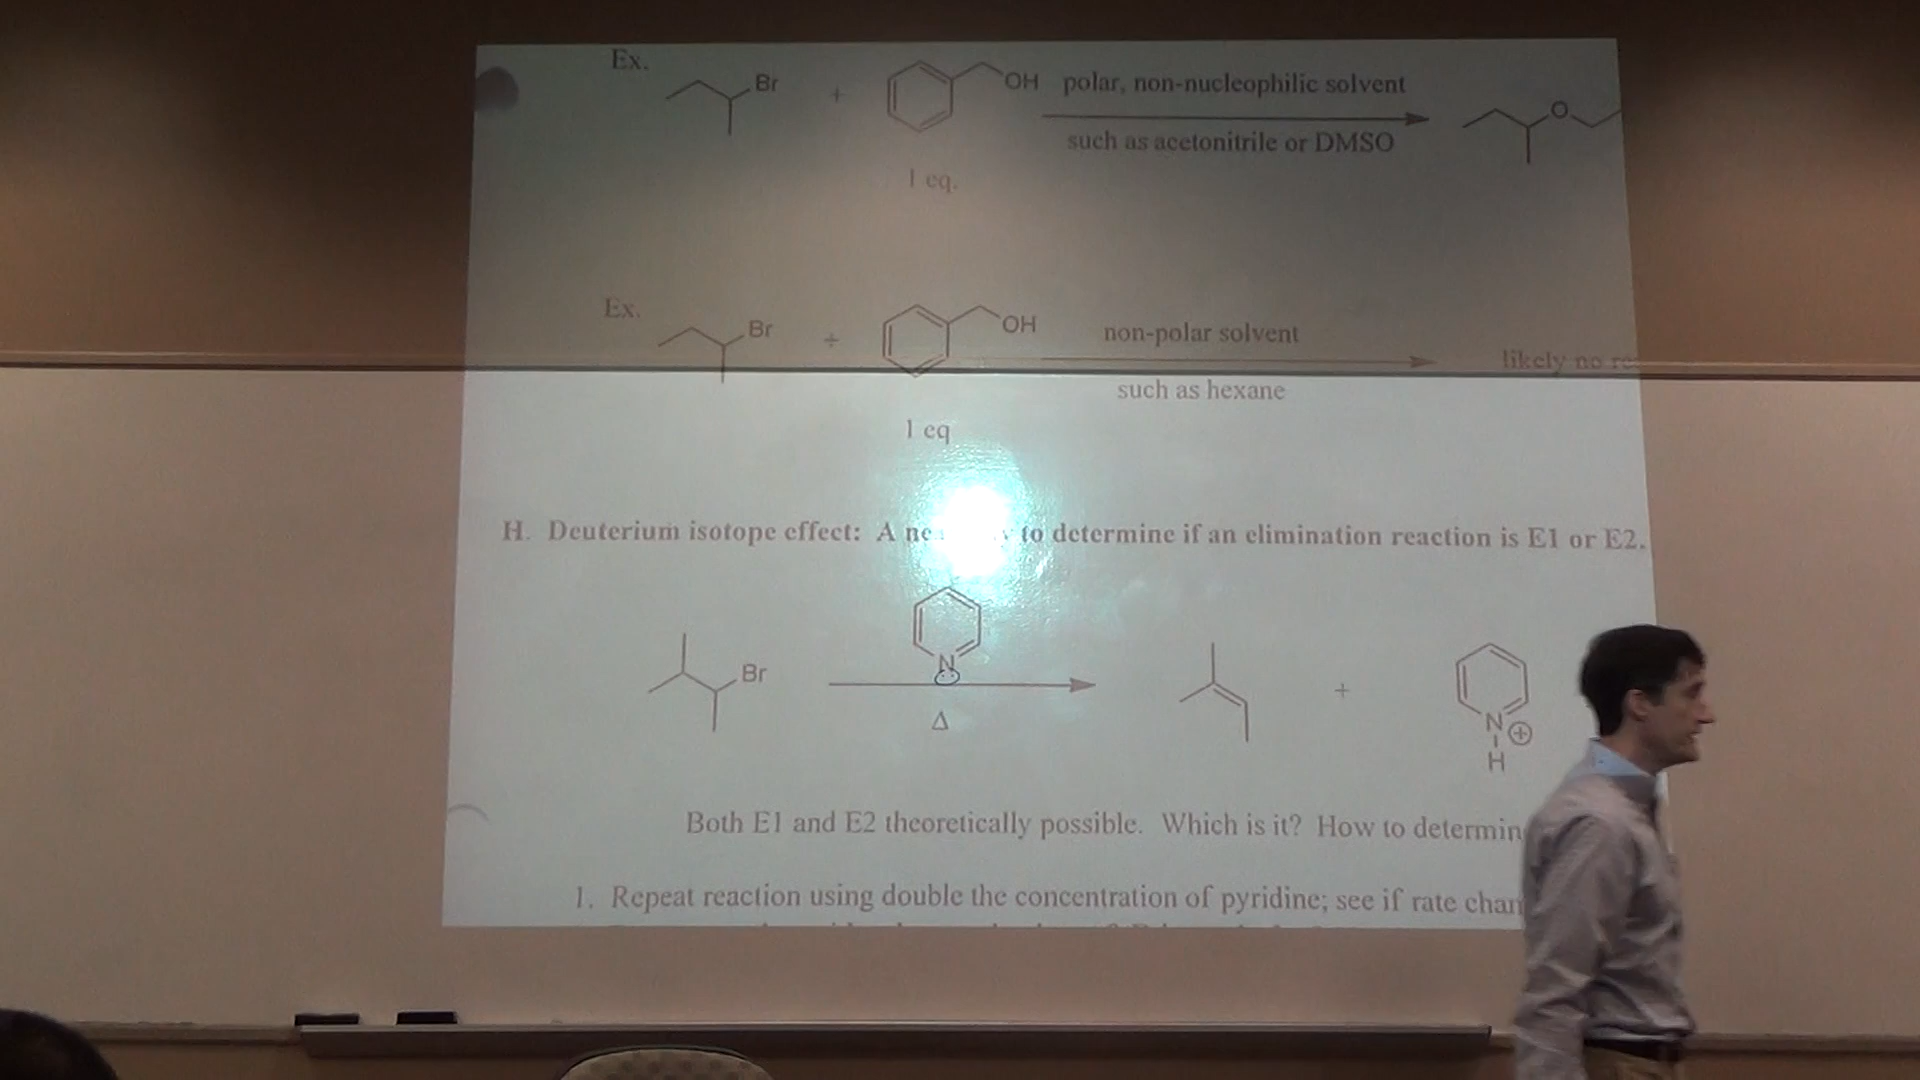 Ex.
Br
+
OH
polar, non-nucleophilic solvent
such as acetonitrile or DMSO
O
1 eq.
Ex.
Br
+
OH
non-polar solvent
such as hexane
likely no
1 eq
H. Deuterium isotope effect: A to determine if an elimination reaction is E1 or E2.
Br
N
Δ
+
N
+
H
Both E1 and E2 theoretically possible. Which is it? How to
1. Repeat reaction using double the concentration of pyridine; see if rate